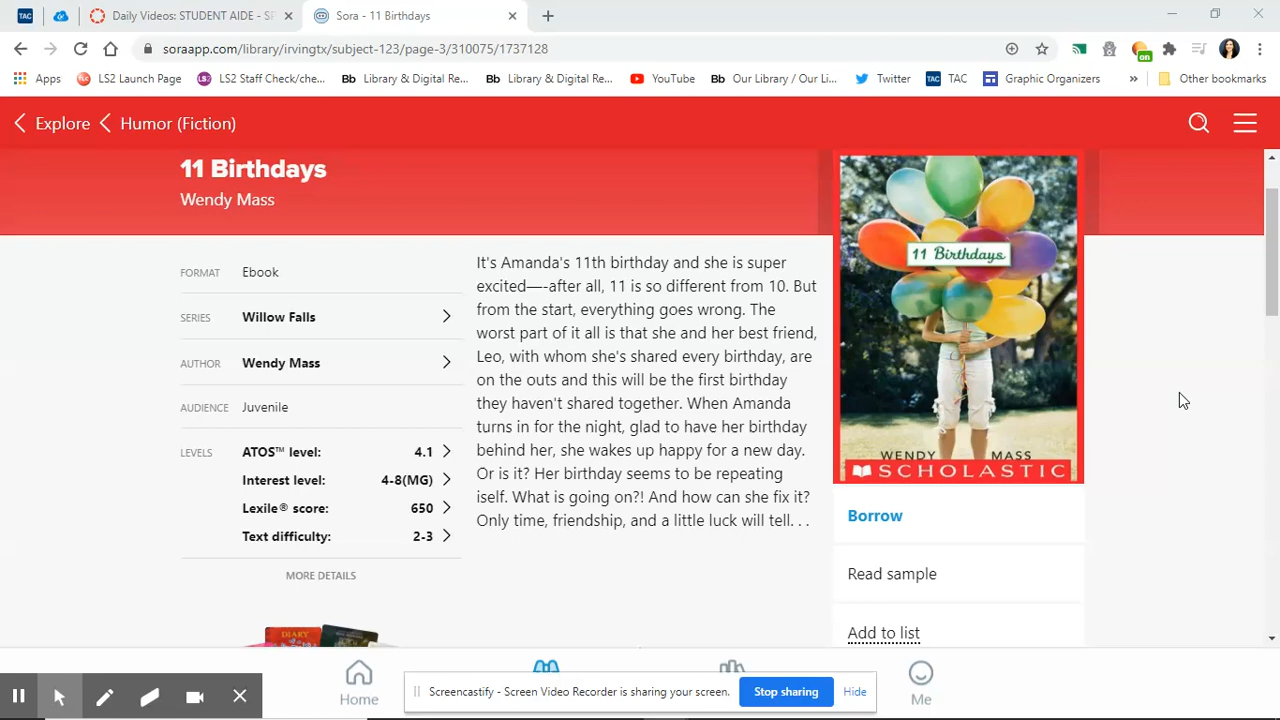 TAC
Daily Videos: STUDENT AIDE - SP
Sora - 11 Birthdays
soraapp.com/library/irvingtx/subject-123/page-3/310075/1737128
on
Apps
LS2 Launch Page
LS2 Staff Check/che...
Bb Library & Digital Re...
Bb Library & Digital Re...
YouTube
Bb Our Library / Our Li...
Twitter
TAC TAC
Graphic Organizers
»
Other bookmarks
Explore
Humor (Fiction)
11 Birthdays
Wendy Mass
FORMAT Ebook
SERIES Willow Falls
AUTHOR Wendy Mass
AUDIENCE Juvenile
LEVELS ATOS™ level: 4.1
Interest level: 4-8(MG)
Lexile® score: 650
Text difficulty: 2-3
MORE DETAILS
DIARY
It's Amanda's 11th birthday and she is super
excited—-after all, 11 is so different from 10. But
from the start, everything goes wrong. The
worst part of it all is that she and her best friend,
Leo, with whom she's shared every birthday, are
on the outs and this will be the first birthday
they haven't shared together. When Amanda
turns in for the night, glad to have her birthday
behind her, she wakes up happy for a new day.
Or is it? Her birthday seems to be repeating
iself. What is going on?! And how can she fix it?
Only time, friendship, and a little luck will tell. . .
11 Birthdays
WENDY MASS
SCHOLASTIC
Borrow
Read sample
Add to list
Home
Screencastify - Screen Video Recorder is sharing your screen.
Stop sharing
Hide
Me